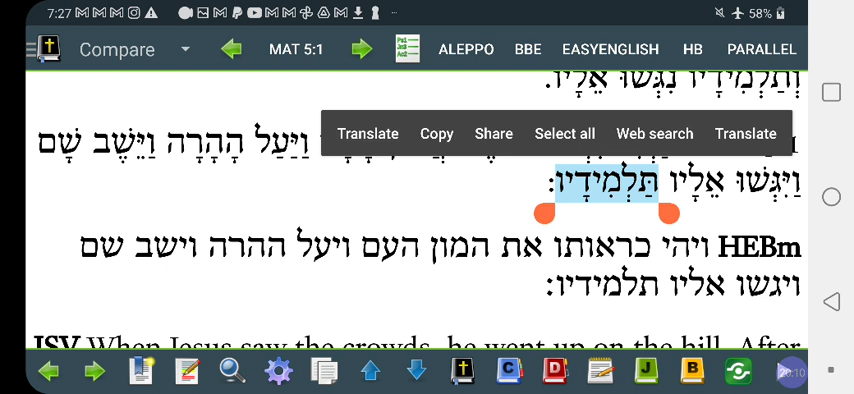 7:27
58%
Compare MAT 5:1 ALEPPO BBE EASYENGLISH HB PARALLEL
וְתַלְמִידָיו נִגְּשׁוּ אֵלָיו.
Translate Copy Share Select all Web search Translate
וַיַּעַל הָהָרָה וַיֵּשֶׁב שָׁם
וַיִּגְּשׁוּ אֵלָיו תַּלְמִידָיו׃
HEBm ויהי כראותו את המון העם ויעל ההרה וישב שם
ויגשו אליו תלמידיו׃
ISV When Jesus saw the crowds, he went up on the hill. After
20:10